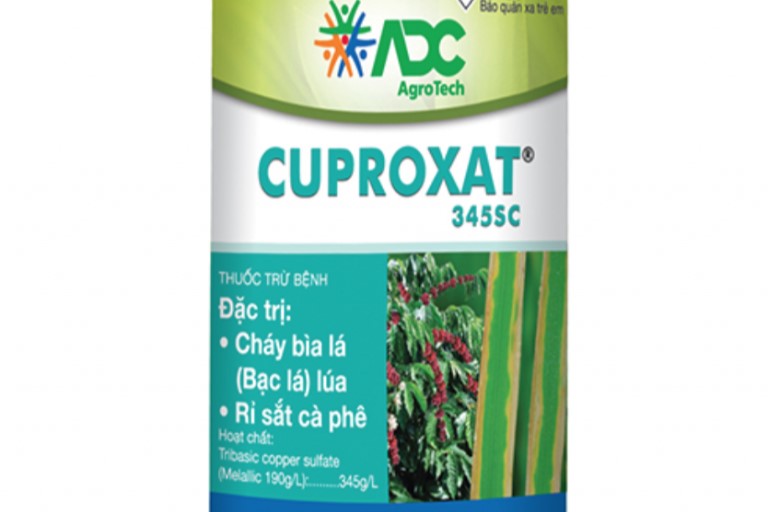 Bảo quản xa trẻ em
ADC
AgroTech
CUPROXAT®
345SC
THUỐC TRỪ BỆNH
Đặc trị:
• Cháy bìa lá
(Bạc lá) lúa
• Rỉ sắt cà phê
Hoạt chất:
Tribasic copper sulfate
(Melallic 190g/L):.........345g/L